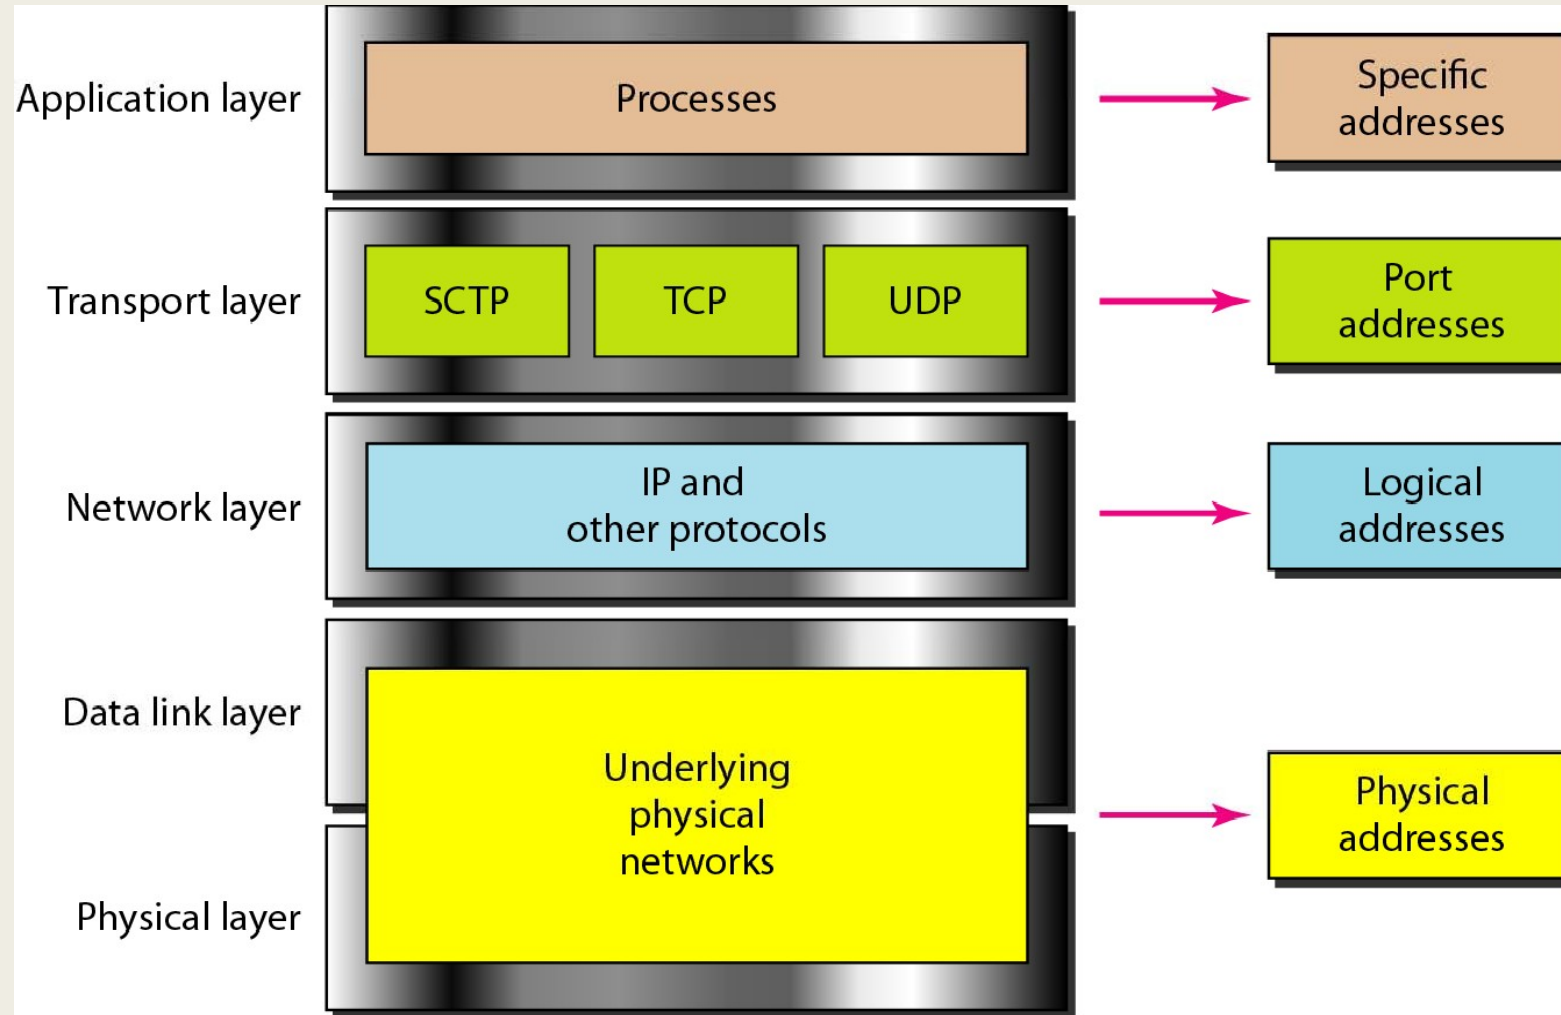 Application layer
Processes
Specific
addresses
Transport layer
SCTP
TCP
UDP
Port
addresses
Network layer
IP and
other protocols
Logical
addresses
Data link layer
Underlying
physical
networks
Physical
addresses
Physical layer